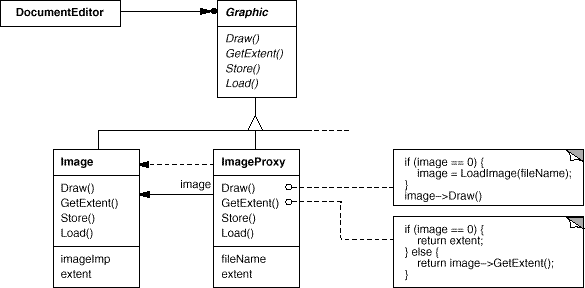 DocumentEditor
Graphic
Draw()
GetExtent()
Store()
Load()
Image
Draw()
GetExtent()
Store()
Load()
imageImp
extent
image
ImageProxy
Draw()
GetExtent()
Store()
Load()
fileName
extent
if (image == 0) {
image = LoadImage(fileName);
}
image->Draw()
if (image == 0) {
return extent;
} else {
return image->GetExtent();
}